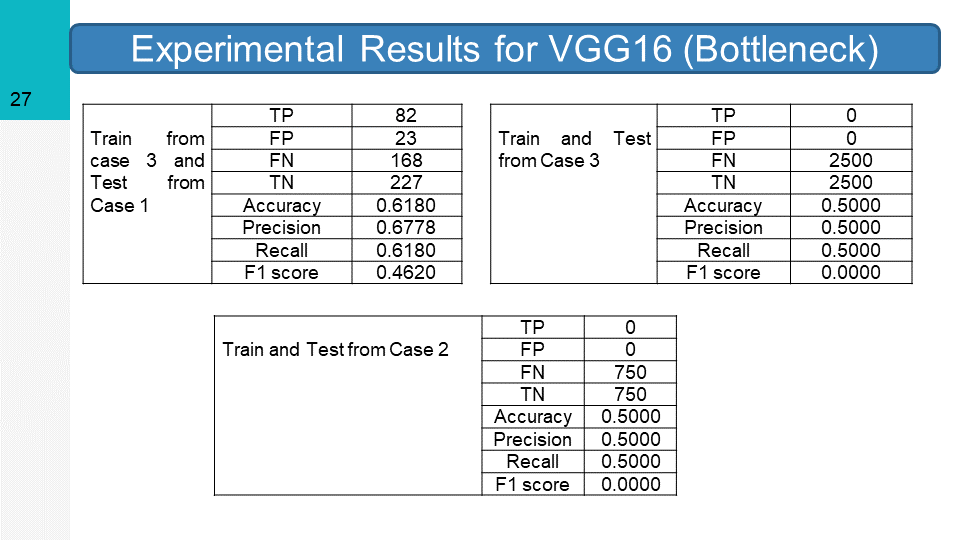 Experimental Results for VGG16 (Bottleneck)
27
Train from
case 3 and
Test from
Case 1
TP 82
FP 23
FN 168
TN 227
Accuracy 0.6180
Precision 0.6778
Recall 0.6180
F1 score 0.4620
Train and Test
from Case 3
TP 0
FP 0
FN 2500
TN 2500
Accuracy 0.5000
Precision 0.5000
Recall 0.5000
F1 score 0.0000
Train and Test from Case 2
TP 0
FP 0
FN 750
TN 750
Accuracy 0.5000
Precision 0.5000
Recall 0.5000
F1 score 0.0000